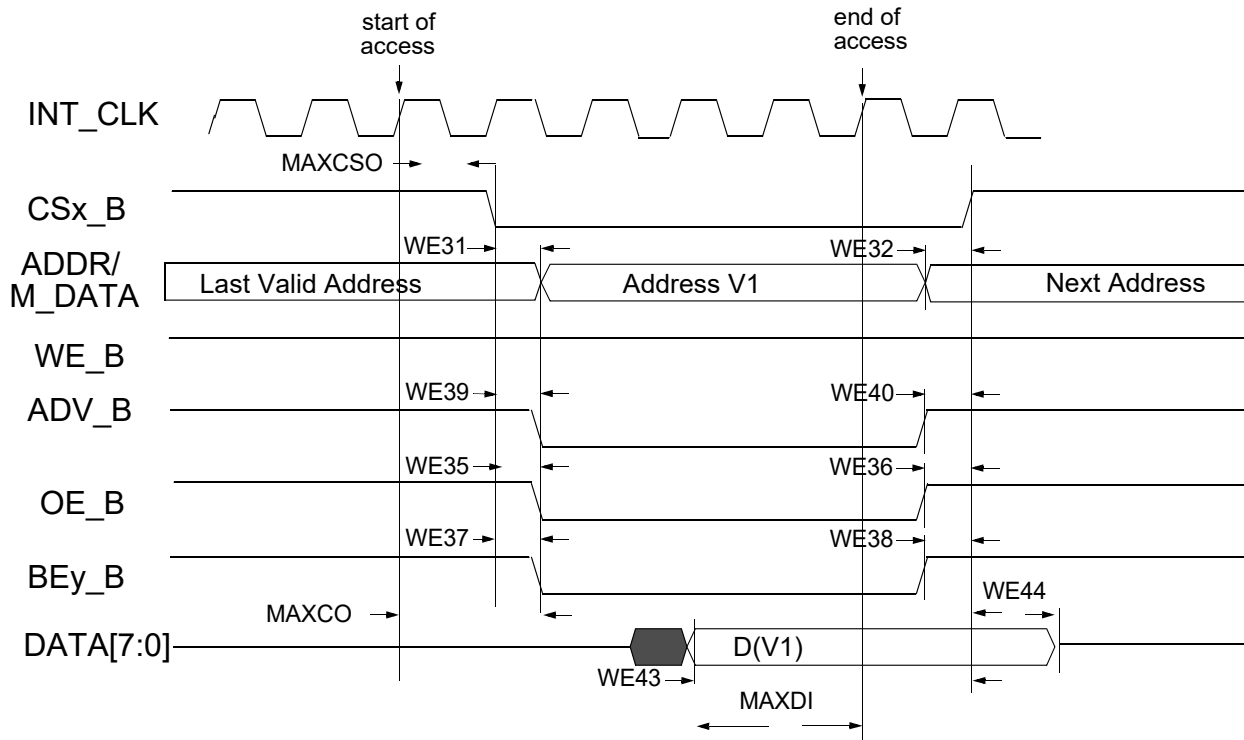 start of
access
end of
access
INT_CLK
MAXCSO
CSx_B
WE31
WE32
ADDR/
M_DATA
Last Valid Address
Address V1
Next Address
WE_B
WE39
WE40
ADV_B
WE35
WE36
OE_B
WE37
WE38
BEy_B
WE44
MAXCO
DATA[7:0]
D(V1)
WE43
MAXDI